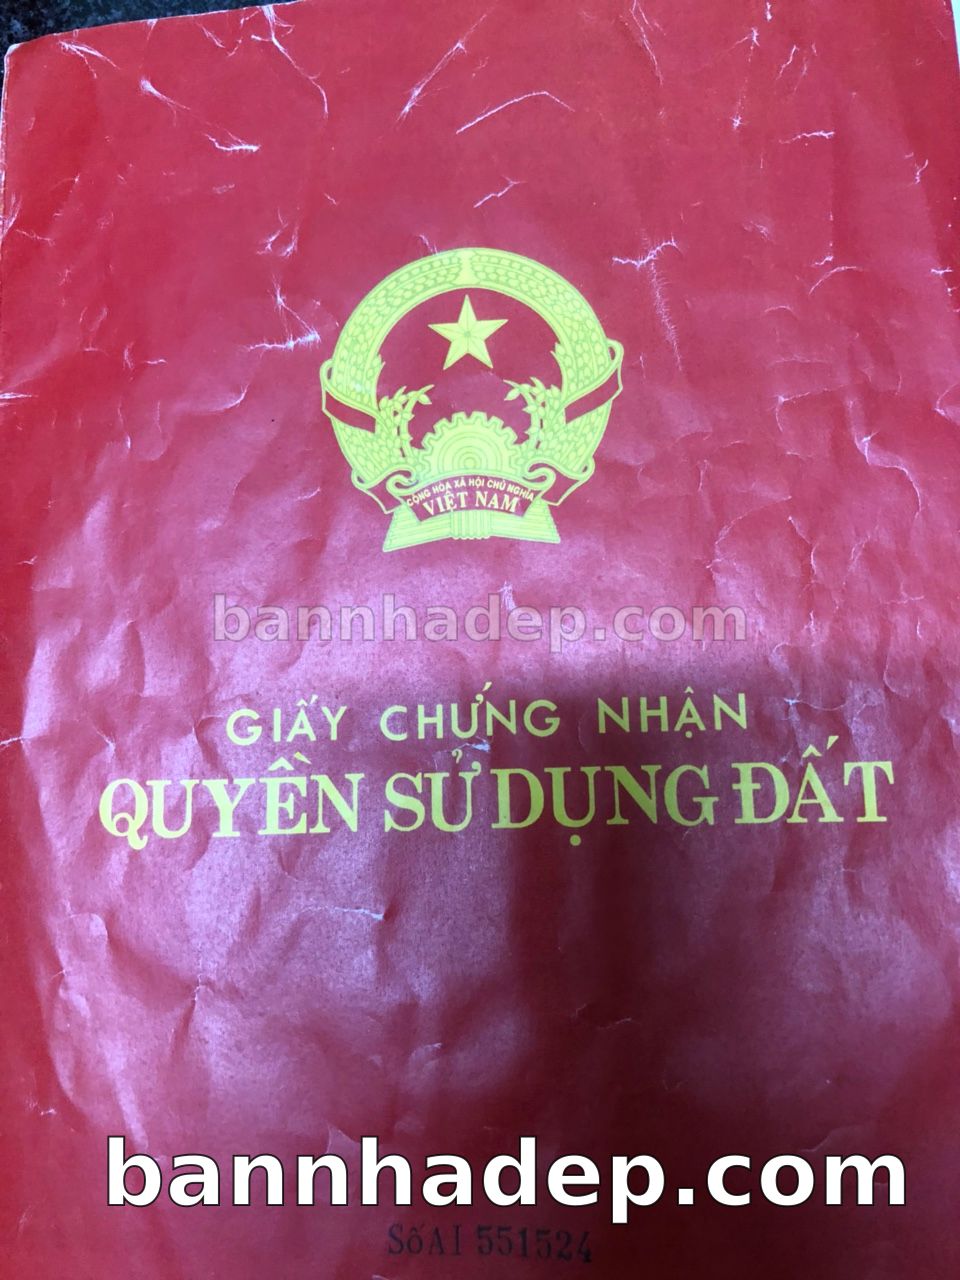 CỘNG HÒA XÃ HỘI CHỦ NGHĨA
VIỆT NAM
bannhadep.com
GIẤY CHỨNG NHẬN
QUYỀN SỬ DỤNG ĐẤT
bannhadep.com
Số AI 551524